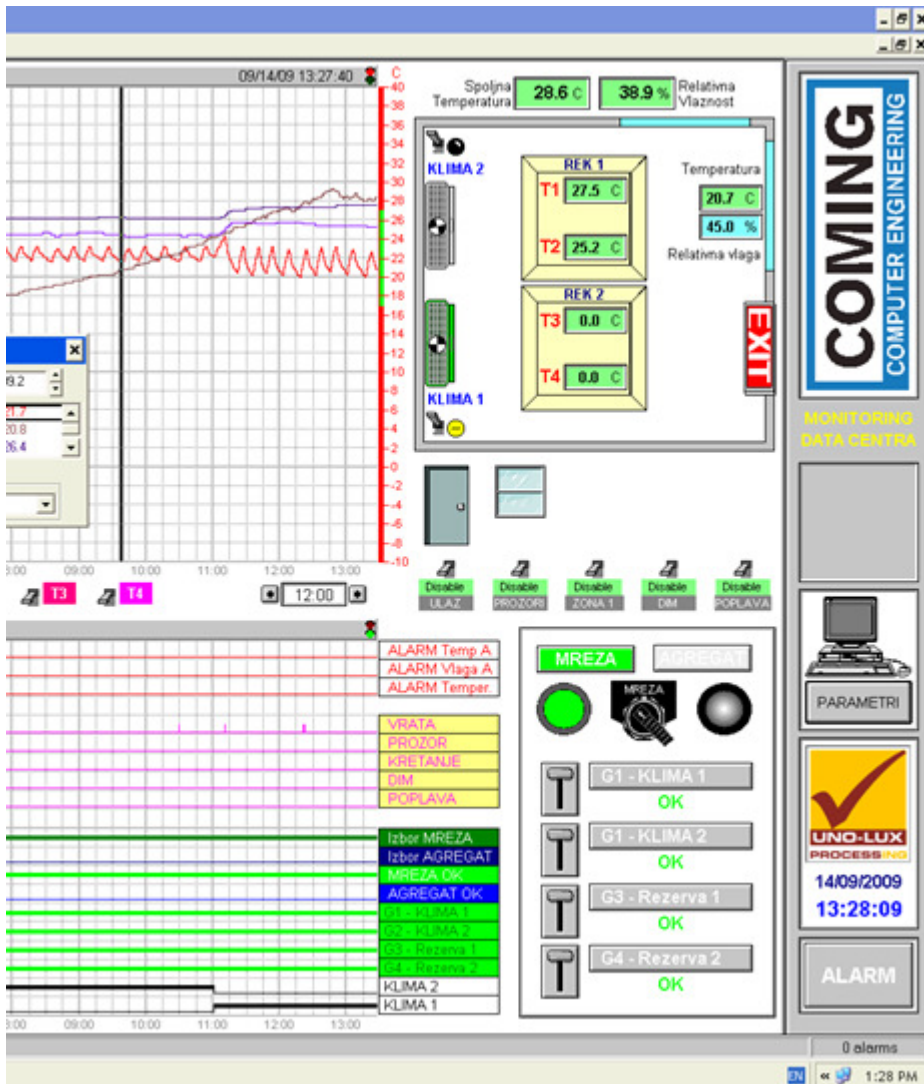 09/14/09 13:27:40
C
40
38
36
34
32
30
28
26
24
22
20
18
16
14
12
10
8
6
4
2
0
-2
-4
-6
-8
-10
09:00 10:00 11:00 12:00 13:00
T3 T4 12:00
21.7
20.8
26.4
Spoljna
Temperatura
28.6 C
38.9 %
Relativna
Vlaznost
KLIMA 2
REK 1
T1 27.5 C
T2 25.2 C
Temperatura
20.7 C
45.0 %
Relativna vlaga
REK 2
T3 0.0 C
T4 0.0 C
EXIT
KLIMA 1
Disable Disable Disable Disable Disable
ULAZ PROZORI ZONA 1 DIM POPLAVA
ALARM Temp A.
ALARM Vlaga A
ALARM Temper.
VRATA
PROZOR
KRETANJE
DIM
POPLAVA
Izbor MREZA
Izbor AGREGAT
MREZA OK
AGREGAT OK
G1 - KLIMA 1
G2 - KLIMA 2
G3 - Rezerva 1
G4 - Rezerva 2
KLIMA 2
KLIMA 1
09:00 10:00 11:00 12:00 13:00
MREZA AGREGAT
MREZA
G1 - KLIMA 1
OK
G1 - KLIMA 2
OK
G3 - Rezerva 1
OK
G4 - Rezerva 2
OK
COMING
COMPUTER ENGINEERING
MONITORING
DATA CENTRA
PARAMETRI
UNO-LUX
PROCESSING
14/09/2009
13:28:09
ALARM
0 alarms
EN « 1:28 PM